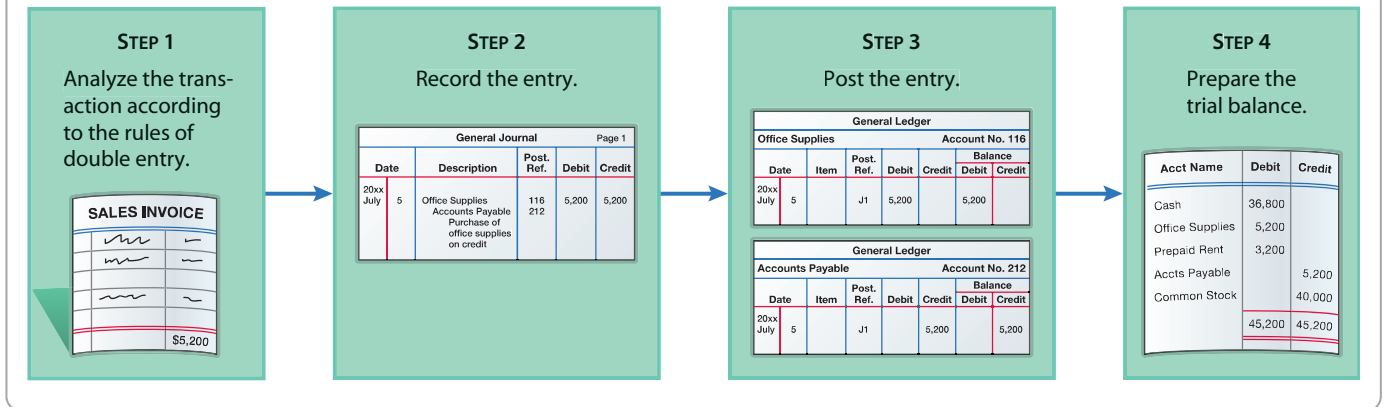 STEP 1
Analyze the trans-
action according
to the rules of
double entry.
SALES INVOICE
$5,200
STEP 2
Record the entry.
General Journal Page 1
Date Description Post. Ref. Debit Credit
20xx
July 5 Office Supplies 116 5,200 5,200
Accounts Payable 212
Purchase of
office supplies
on credit
STEP 3
Post the entry.
General Ledger
Office Supplies Account No. 116
Balance
Date Item Post. Ref. Debit Credit Debit Credit
20xx
July 5 J1 5,200 5,200
General Ledger
Accounts Payable Account No. 212
Balance
Date Item Post. Ref. Debit Credit Debit Credit
20xx
July 5 J1 5,200 5,200
STEP 4
Prepare the
trial balance.
Acct Name Debit Credit
Cash 36,800
Office Supplies 5,200
Prepaid Rent 3,200
Accts Payable 5,200
Common Stock 40,000
45,200 45,200